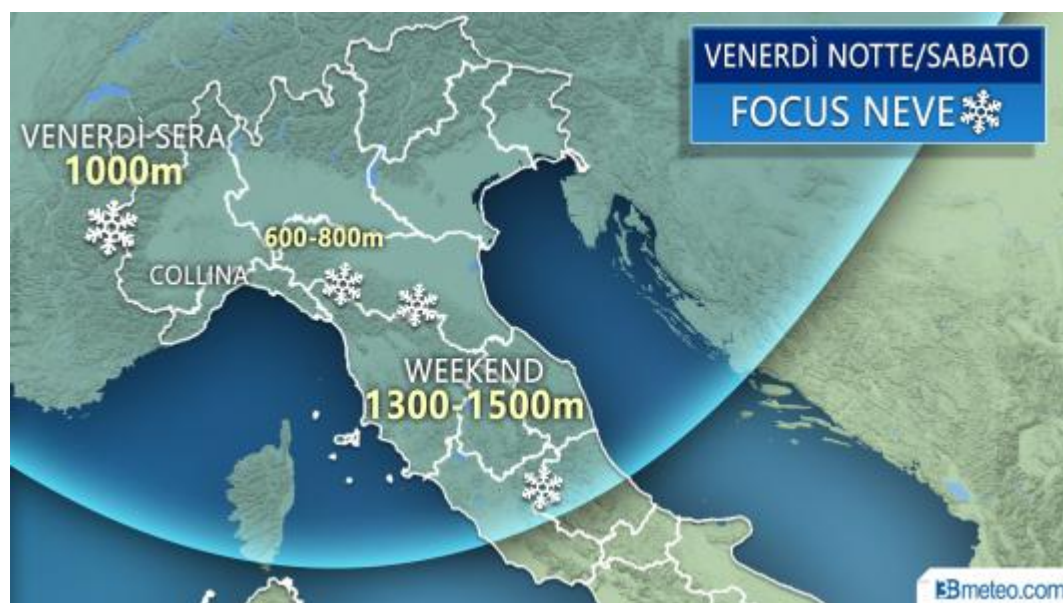 VENERDÌ NOTTE/SABATO
FOCUS NEVE
VENERDÌ SERA
1000m
600-800m
COLLINA
WEEKEND
1300-1500m
3Bmeteo.com